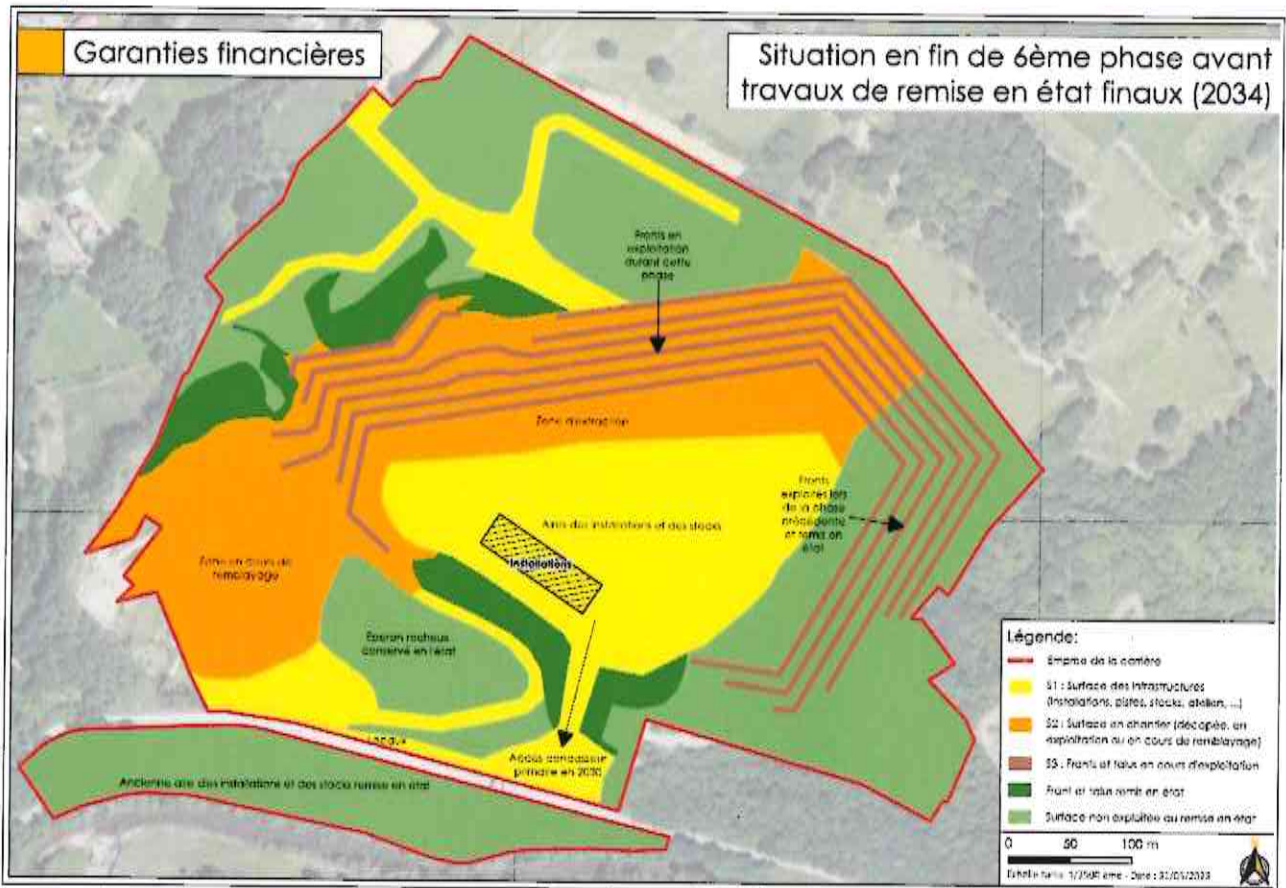 Garanties financières
Situation en fin de 6ème phase avant
travaux de remise en état finaux (2034)
Fronts en
exploitation
durant cette
phase
Zone d'extraction
Fronts
exploités lors
de la phase
précédente
et remis en
état
Aires des installations et des stocks
Installations
Zone en cours de
remblayage
Éperon rocheux
conservé en l'état
Accès concasseur
primaire en 2030
Ancienne aire des installations et des stocks remise en état
Légende:
Emprise de la carrière
S1 : Surface des infrastructures
(installations, pistes, stocks, atelier, ...)
S2 : Surface en chantier (décapée, en
exploitation ou en cours de remblayage)
S3 : Fronts et talus en cours d'exploitation
Front et talus remis en état
Surface non exploitée ou remise en état
0 50 100 m